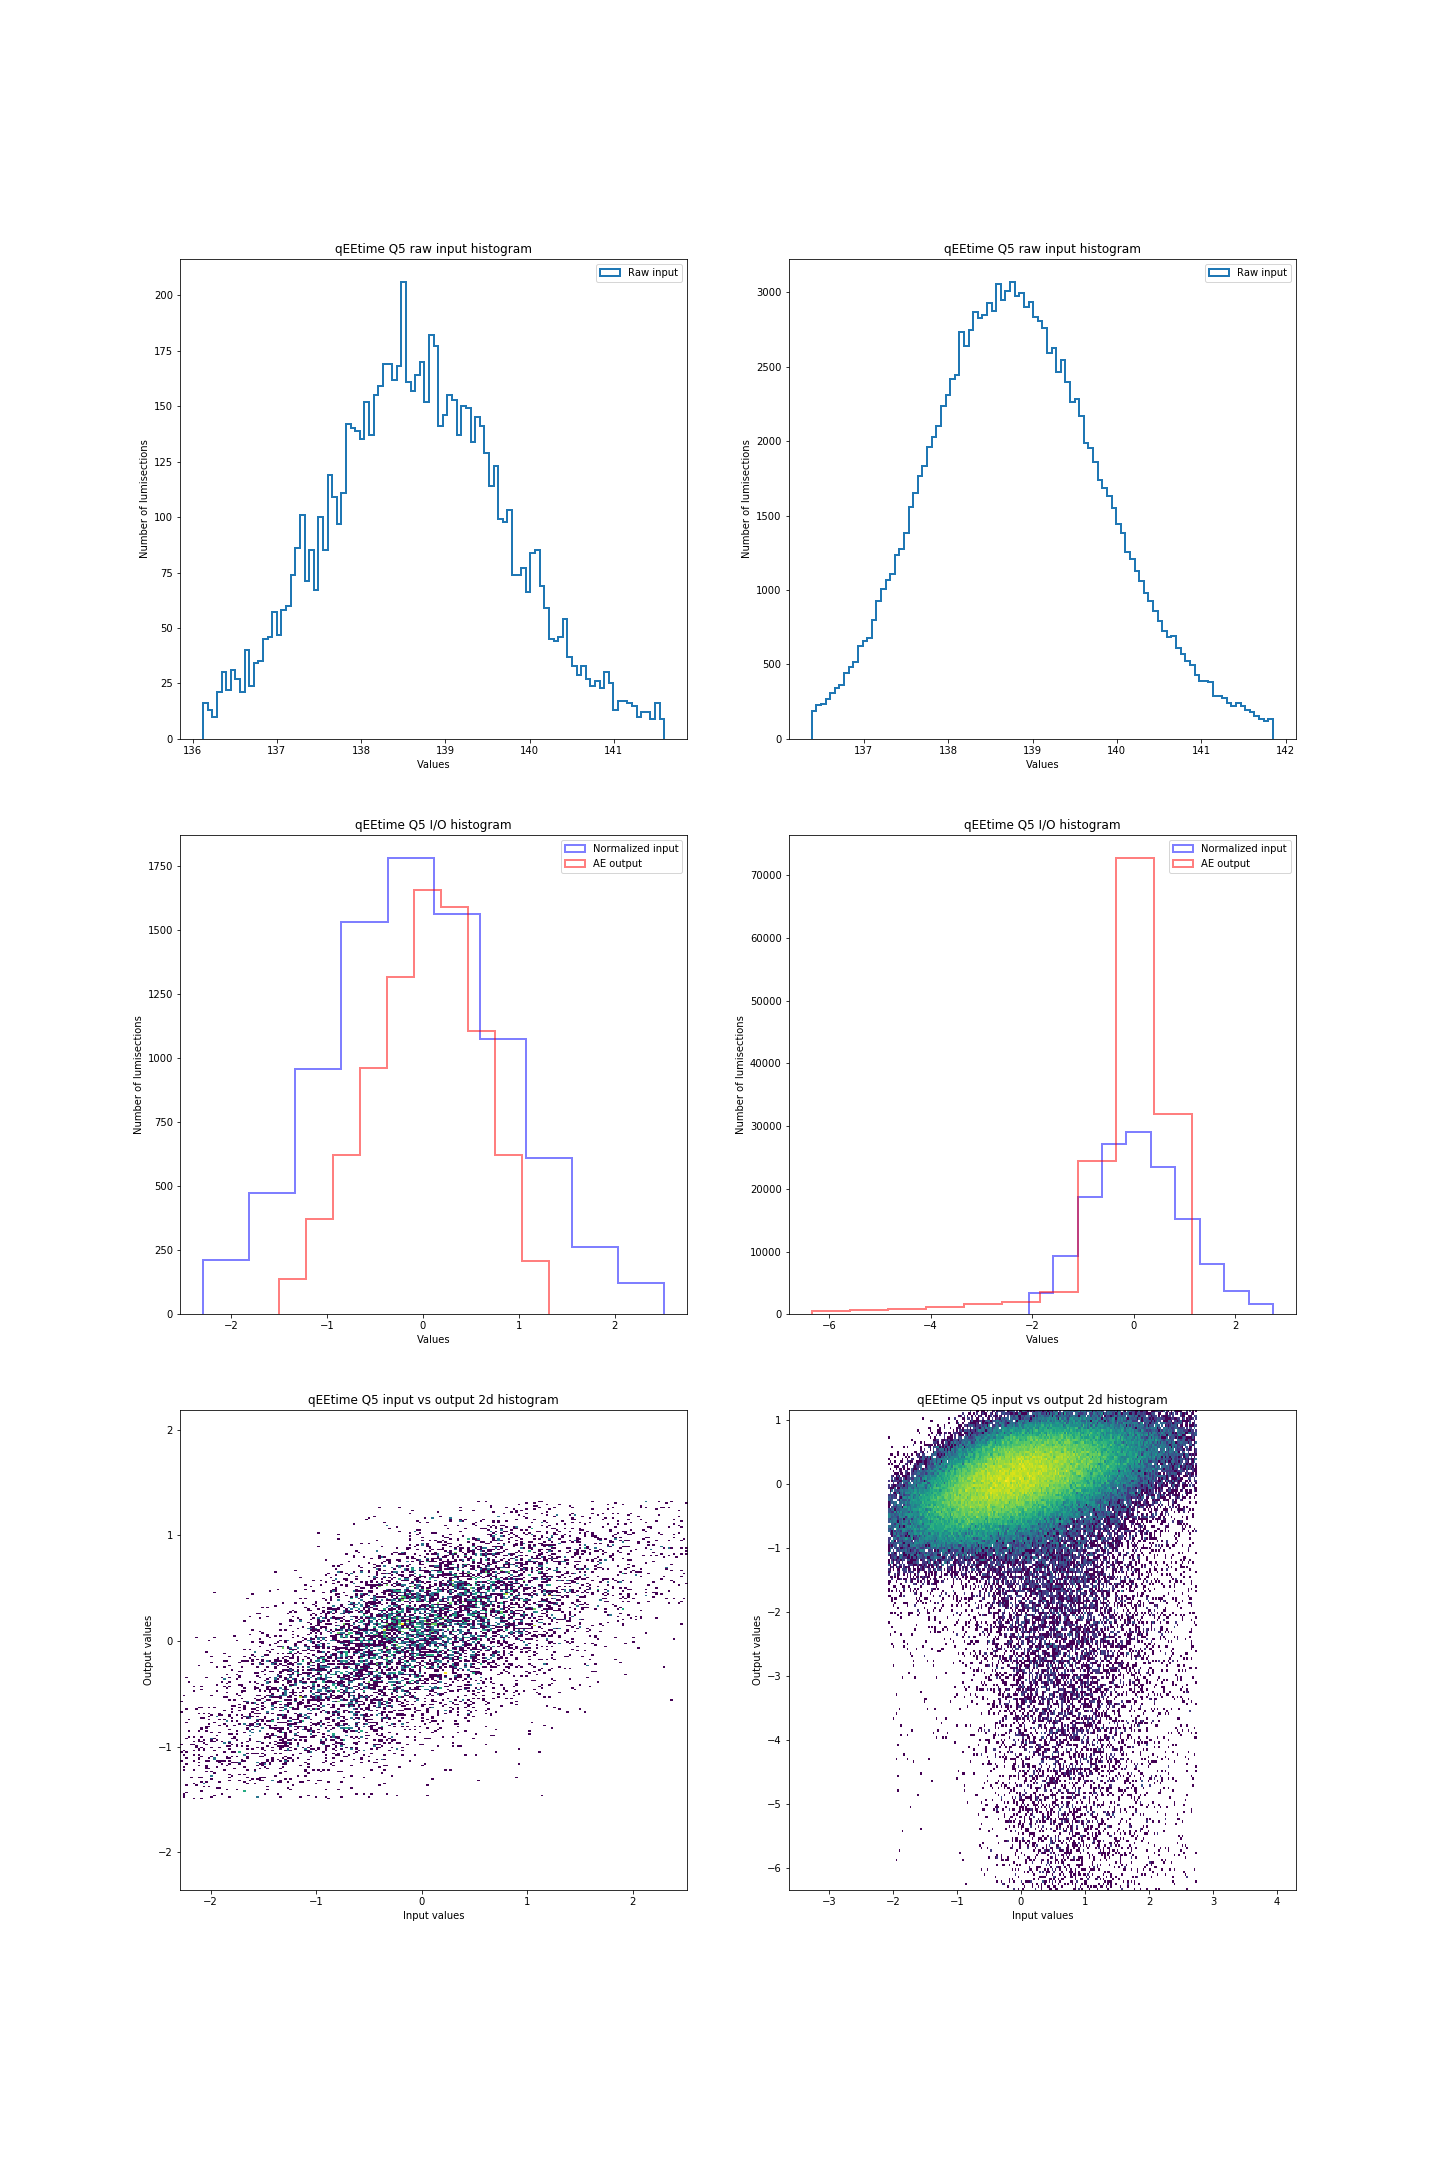 qEEtime Q5 raw input histogram
Raw input
200
175
150
125
100
75
50
25
0
Number of lumisections
136 137 138 139 140 141
Values
qEEtime Q5 raw input histogram
Raw input
3000
2500
2000
1500
1000
500
0
Number of lumisections
137 138 139 140 141 142
Values
qEEtime Q5 I/O histogram
Normalized input
AE output
1750
1500
1250
1000
750
500
250
0
Number of lumisections
−2 −1 0 1 2
Values
qEEtime Q5 I/O histogram
Normalized input
AE output
70000
60000
50000
40000
30000
20000
10000
0
Number of lumisections
−6 −4 −2 0 2
Values
qEEtime Q5 input vs output 2d histogram
2
1
0
−1
−2
Output values
−2 −1 0 1 2
Input values
qEEtime Q5 input vs output 2d histogram
1
0
−1
−2
−3
−4
−5
−6
Output values
−3 −2 −1 0 1 2 3 4
Input values